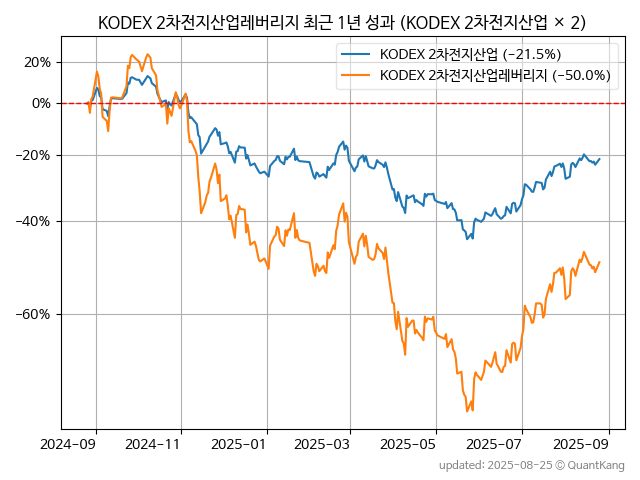 KODEX 2차전지산업레버리지 최근 1년 성과 (KODEX 2차전지산업 × 2)
KODEX 2차전지산업 (−21.5%)
KODEX 2차전지산업레버리지 (−50.0%)
20%
0%
−20%
−40%
−60%
2024-09 2024-11 2025-01 2025-03 2025-05 2025-07 2025-09
updated: 2025-08-25 © QuantKang